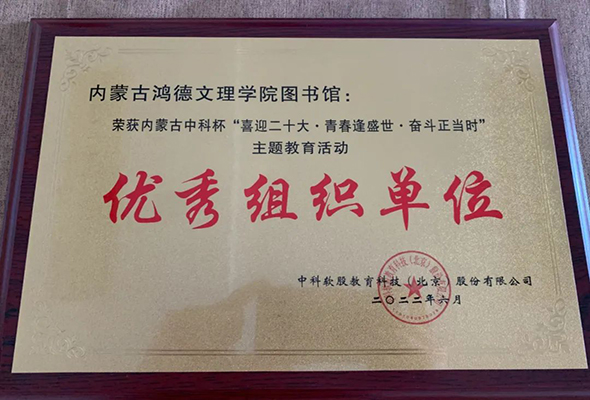 内蒙古鸿德文理学院图书馆：
荣获内蒙古中科杯“喜迎二十大·青春逢盛世·奋斗正当时”
主题教育活动
优秀组织单位
中科软股教育科技（北京）股份有限公司
二〇二二年六月